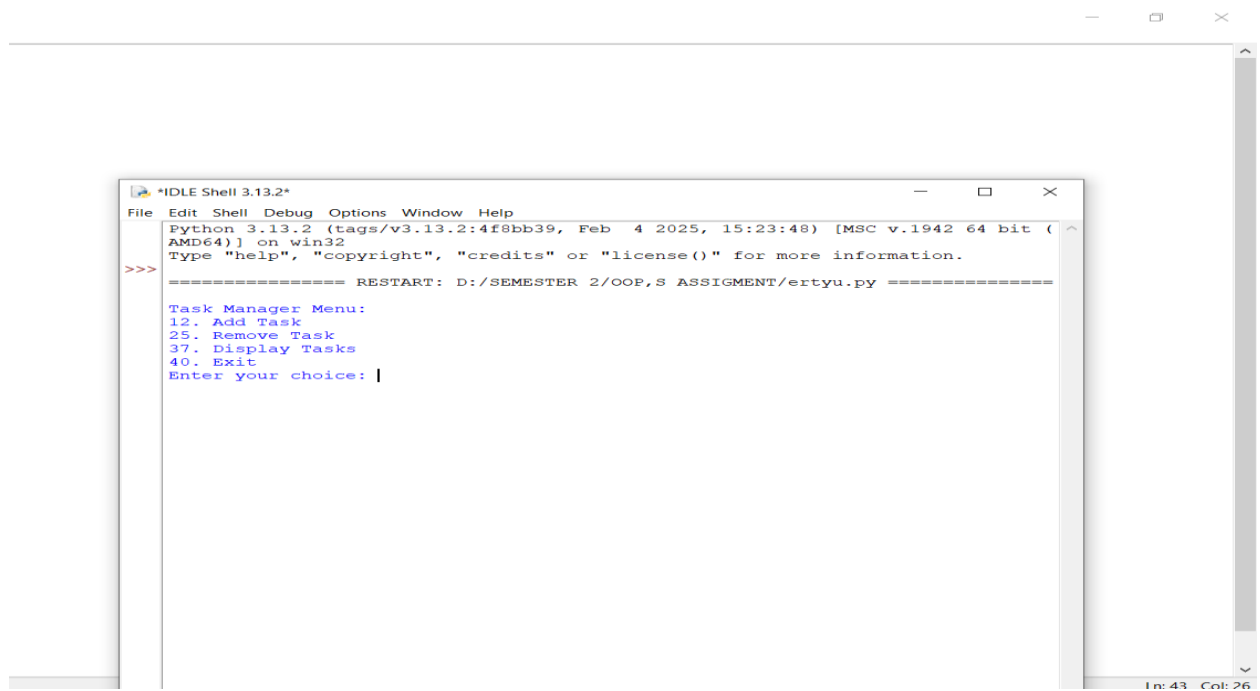 *IDLE Shell 3.13.2*
File Edit Shell Debug Options Window Help
Python 3.13.2 (tags/v3.13.2:4f8bb39, Feb  4 2025, 15:23:48) [MSC v.1942 64 bit (
AMD64)] on win32
Type "help", "copyright", "credits" or "license()" for more information.
>>>
================ RESTART: D:/SEMESTER 2/OOP,S ASSIGMENT/ertyu.py ===============
Task Manager Menu:
12. Add Task
25. Remove Task
37. Display Tasks
40. Exit
Enter your choice:
Ln: 43 Col: 26